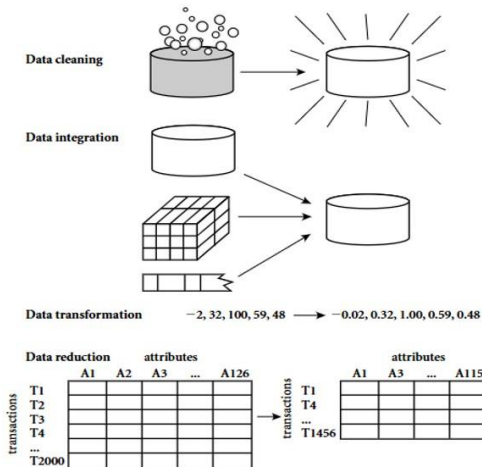 Data cleaning
Data integration
Data transformation −2, 32, 100, 59, 48 −0.02, 0.32, 1.00, 0.59, 0.48
Data reduction attributes attributes
A1 A2 A3 ... A126 A1 A3 ... A115
transactions transactions
T1 T1
T2 T4
T3 ...
T4 T1456
...
T2000